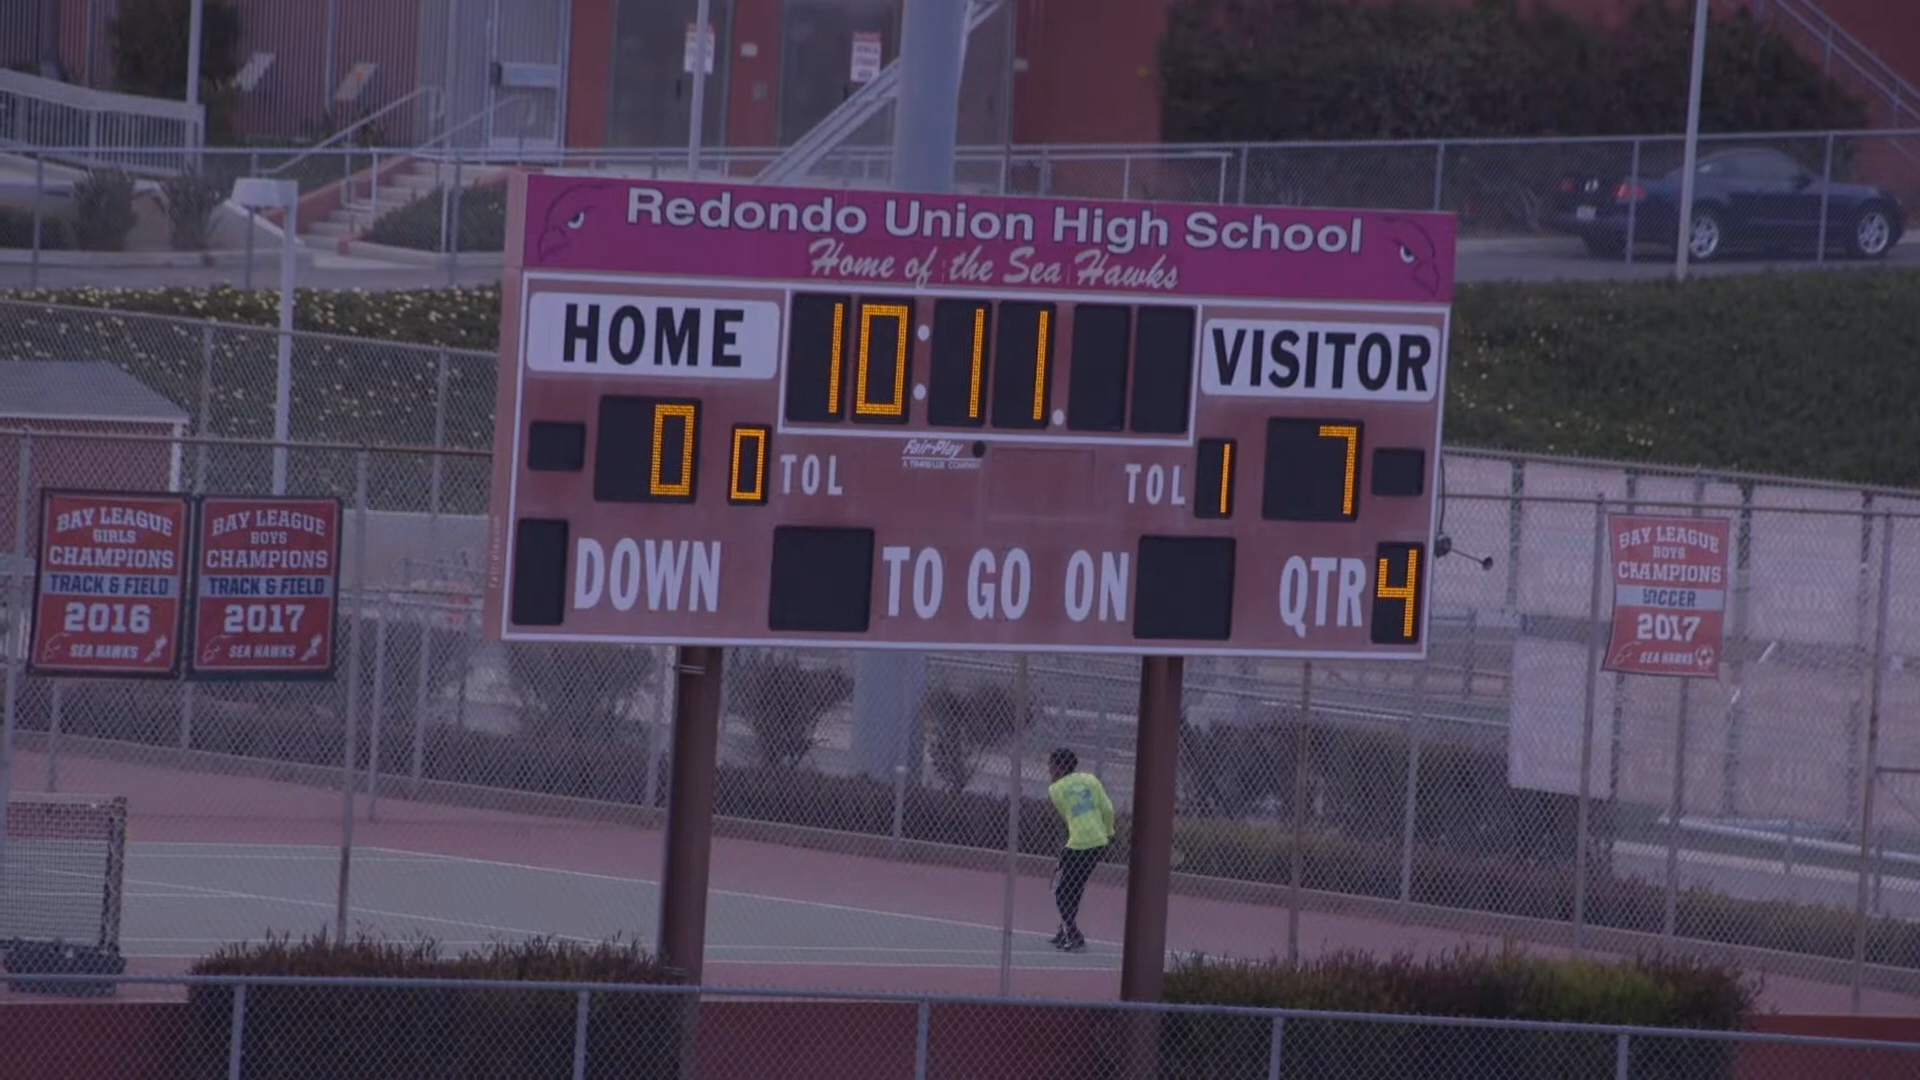 Redondo Union High School
Home of the Sea Hawks
HOME
10:11
VISITOR
0
0
TOL
Fair-Play
TOL
1
7
DOWN
TO GO ON
QTR
4
BAY LEAGUE
GIRLS
CHAMPIONS
TRACK & FIELD
2016
SEA HAWKS
BAY LEAGUE
BOYS
CHAMPIONS
TRACK & FIELD
2017
SEA HAWKS
BAY LEAGUE
BOYS
CHAMPIONS
SOCCER
2017
SEA HAWKS